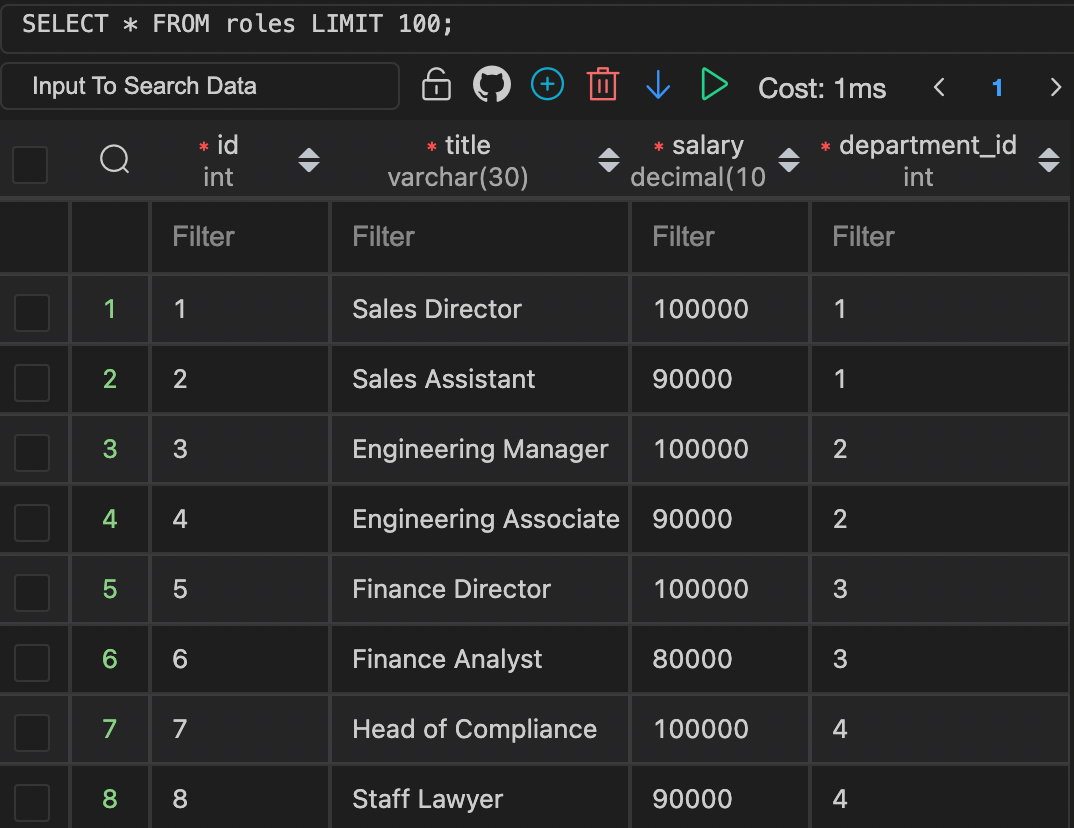 SELECT * FROM roles LIMIT 100;
Input To Search Data Cost: 1ms 1
* id * title * salary * department_id
int varchar(30) decimal(10 int
Filter Filter Filter Filter
1 1 Sales Director 100000 1
2 2 Sales Assistant 90000 1
3 3 Engineering Manager 100000 2
4 4 Engineering Associate 90000 2
5 5 Finance Director 100000 3
6 6 Finance Analyst 80000 3
7 7 Head of Compliance 100000 4
8 8 Staff Lawyer 90000 4